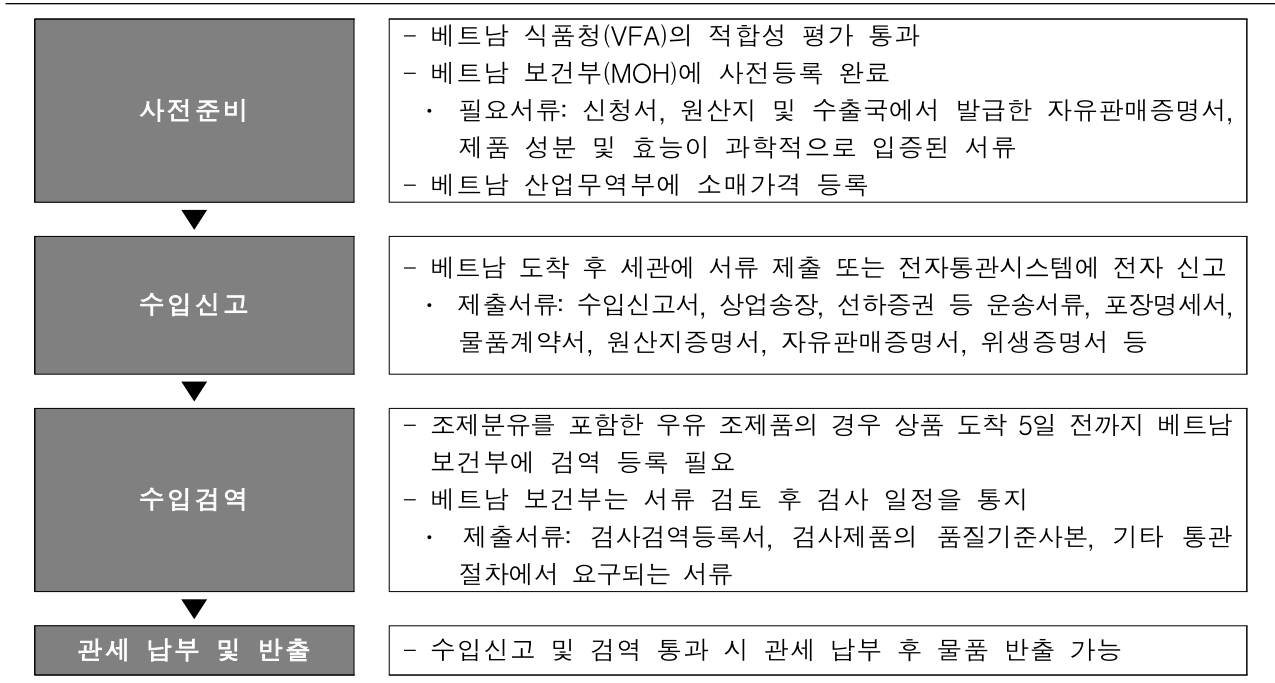 사전준비
- 베트남 식품청(VFA)의 적합성 평가 통과
- 베트남 보건부(MOH)에 사전등록 완료
· 필요서류: 신청서, 원산지 및 수출국에서 발급한 자유판매증명서,
제품 성분 및 효능이 과학적으로 입증된 서류
- 베트남 산업무역부에 소매가격 등록
▼
수입신고
- 베트남 도착 후 세관에 서류 제출 또는 전자통관시스템에 전자 신고
· 제출서류: 수입신고서, 상업송장, 선하증권 등 운송서류, 포장명세서,
물품계약서, 원산지증명서, 자유판매증명서, 위생증명서 등
▼
수입검역
- 조제분유를 포함한 우유 조제품의 경우 상품 도착 5일 전까지 베트남
보건부에 검역 등록 필요
- 베트남 보건부는 서류 검토 후 검사 일정을 통지
· 제출서류: 검사검역등록서, 검사제품의 품질기준사본, 기타 통관
절차에서 요구되는 서류
▼
관세 납부 및 반출
- 수입신고 및 검역 통과 시 관세 납부 후 물품 반출 가능